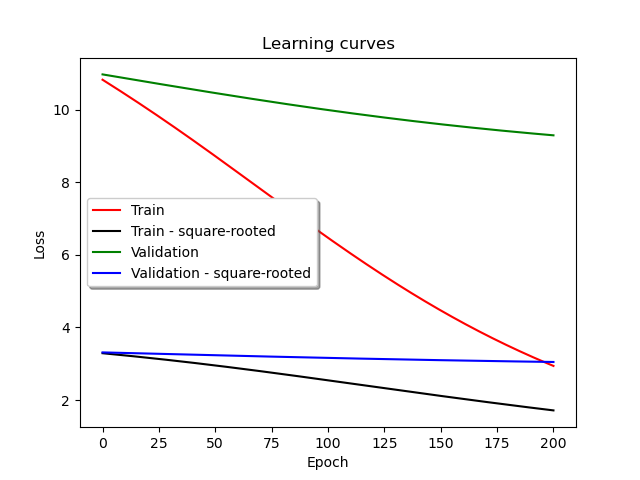 Learning curves
10
8
6
4
2
Loss
Train
Train - square-rooted
Validation
Validation - square-rooted
0 25 50 75 100 125 150 175 200
Epoch